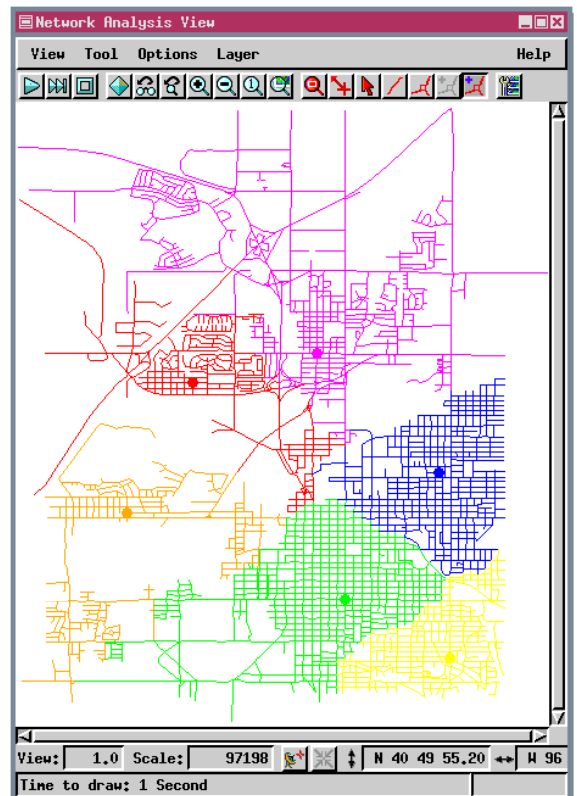 Network Analysis View
View Tool Options Layer Help
1
View: 1.0 Scale: 97198 N 40 49 55.20 W 96
Time to draw: 1 Second